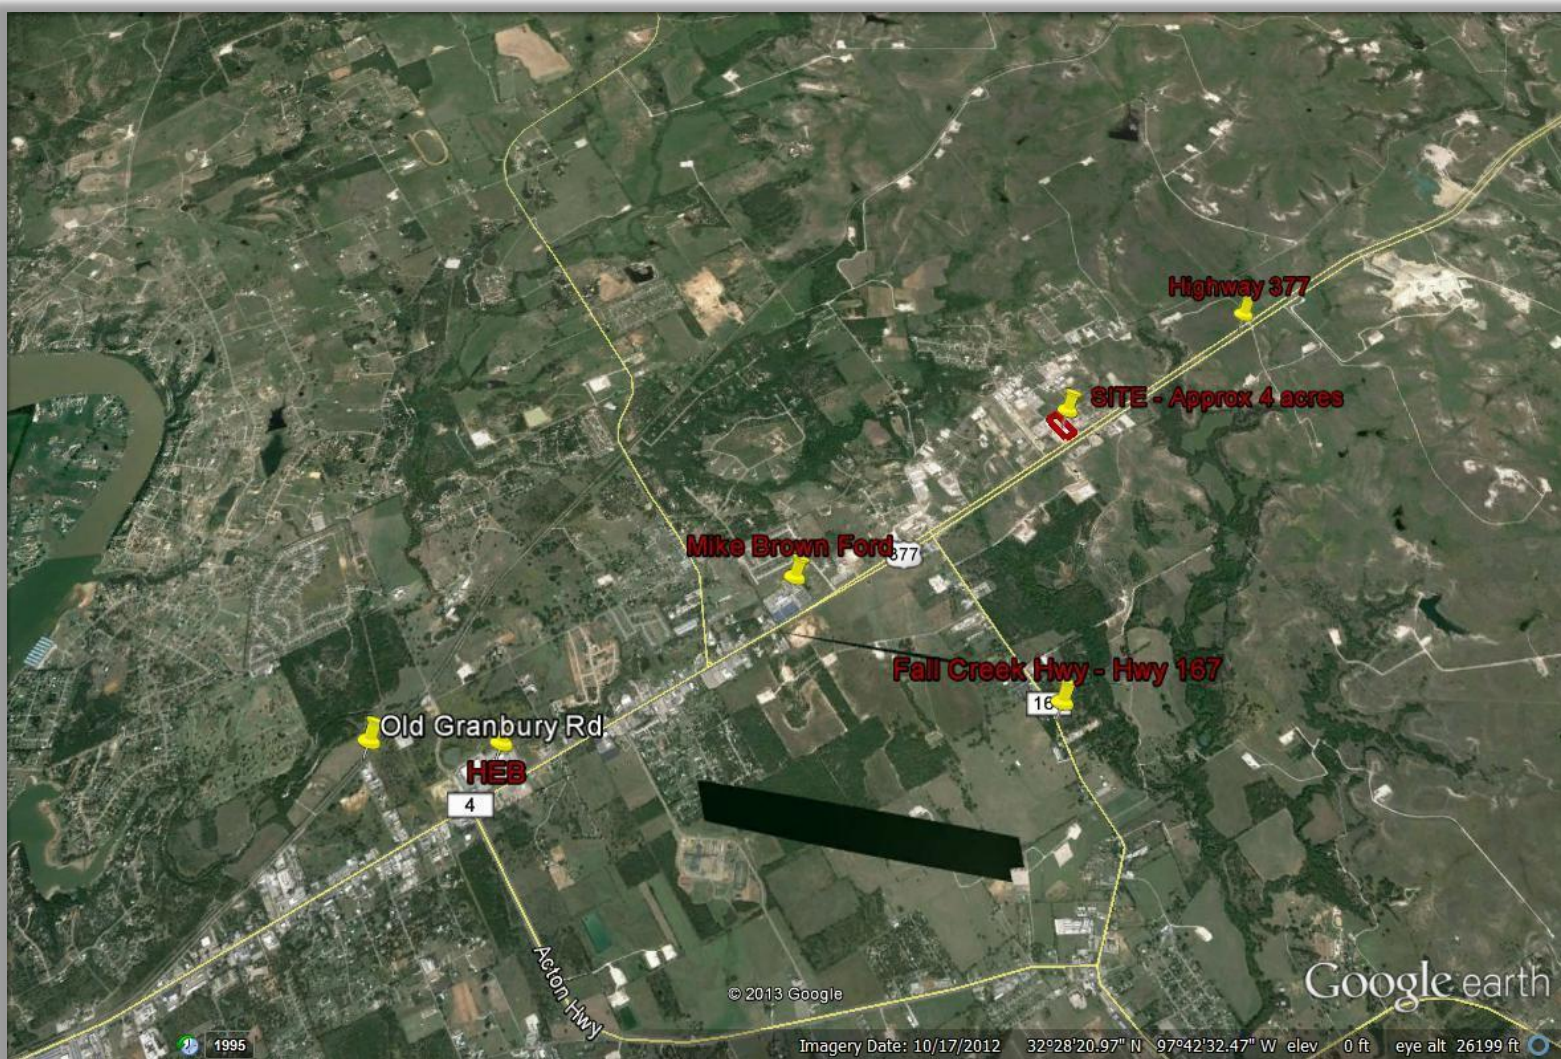 Highway 377
SITE - Approx 4 acres
Mike Brown Ford
377
Fall Creek Hwy - Hwy 167
16
Old Granbury Rd.
HEB
4
Acton Hwy
© 2013 Google
Google earth
1995
Imagery Date: 10/17/2012 32°28'20.97" N 97°42'32.47" W elev 0 ft eye alt 26199 ft